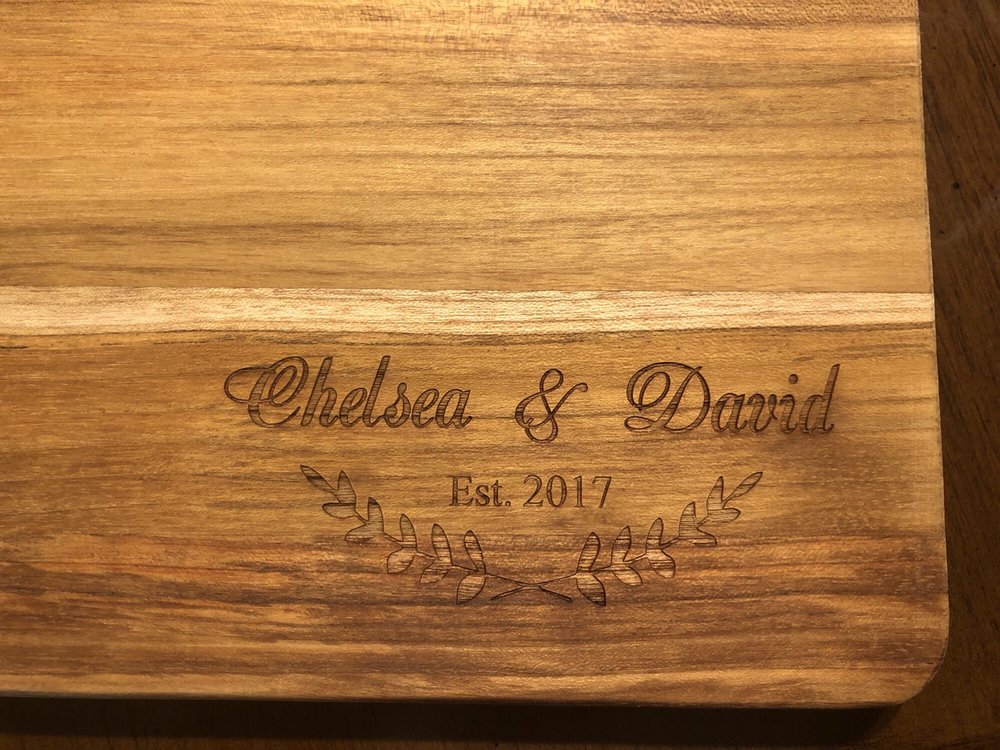 Chelsea & David
Est. 2017